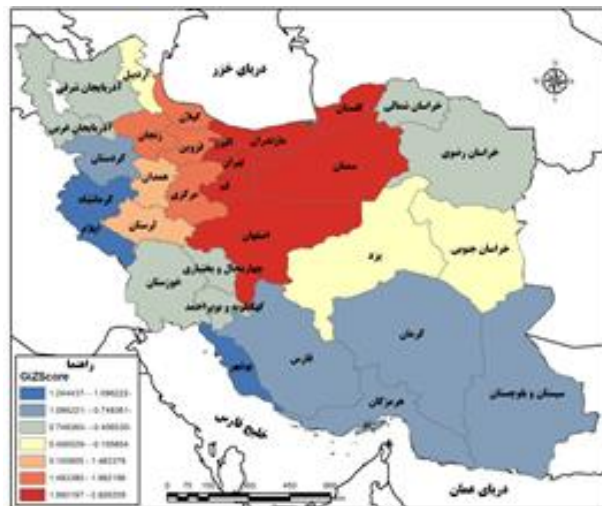 دریای خزر
اردبیل
آذربایجان شرقی
آذربایجان غربی
گیلان
زنجان
قزوین
البرز
مازندران
گلستان
خراسان شمالی
خراسان رضوی
کردستان
همدان
تهران
سمنان
کرمانشاه
مرکزی
قم
ایلام
لرستان
اصفهان
یزد
خراسان جنوبی
چهارمحال و بختیاری
خوزستان
کهگیلویه و بویراحمد
فارس
کرمان
سیستان و بلوچستان
بوشهر
هرمزگان
خلیج فارس
دریای عمان
راهنما
GiZScore